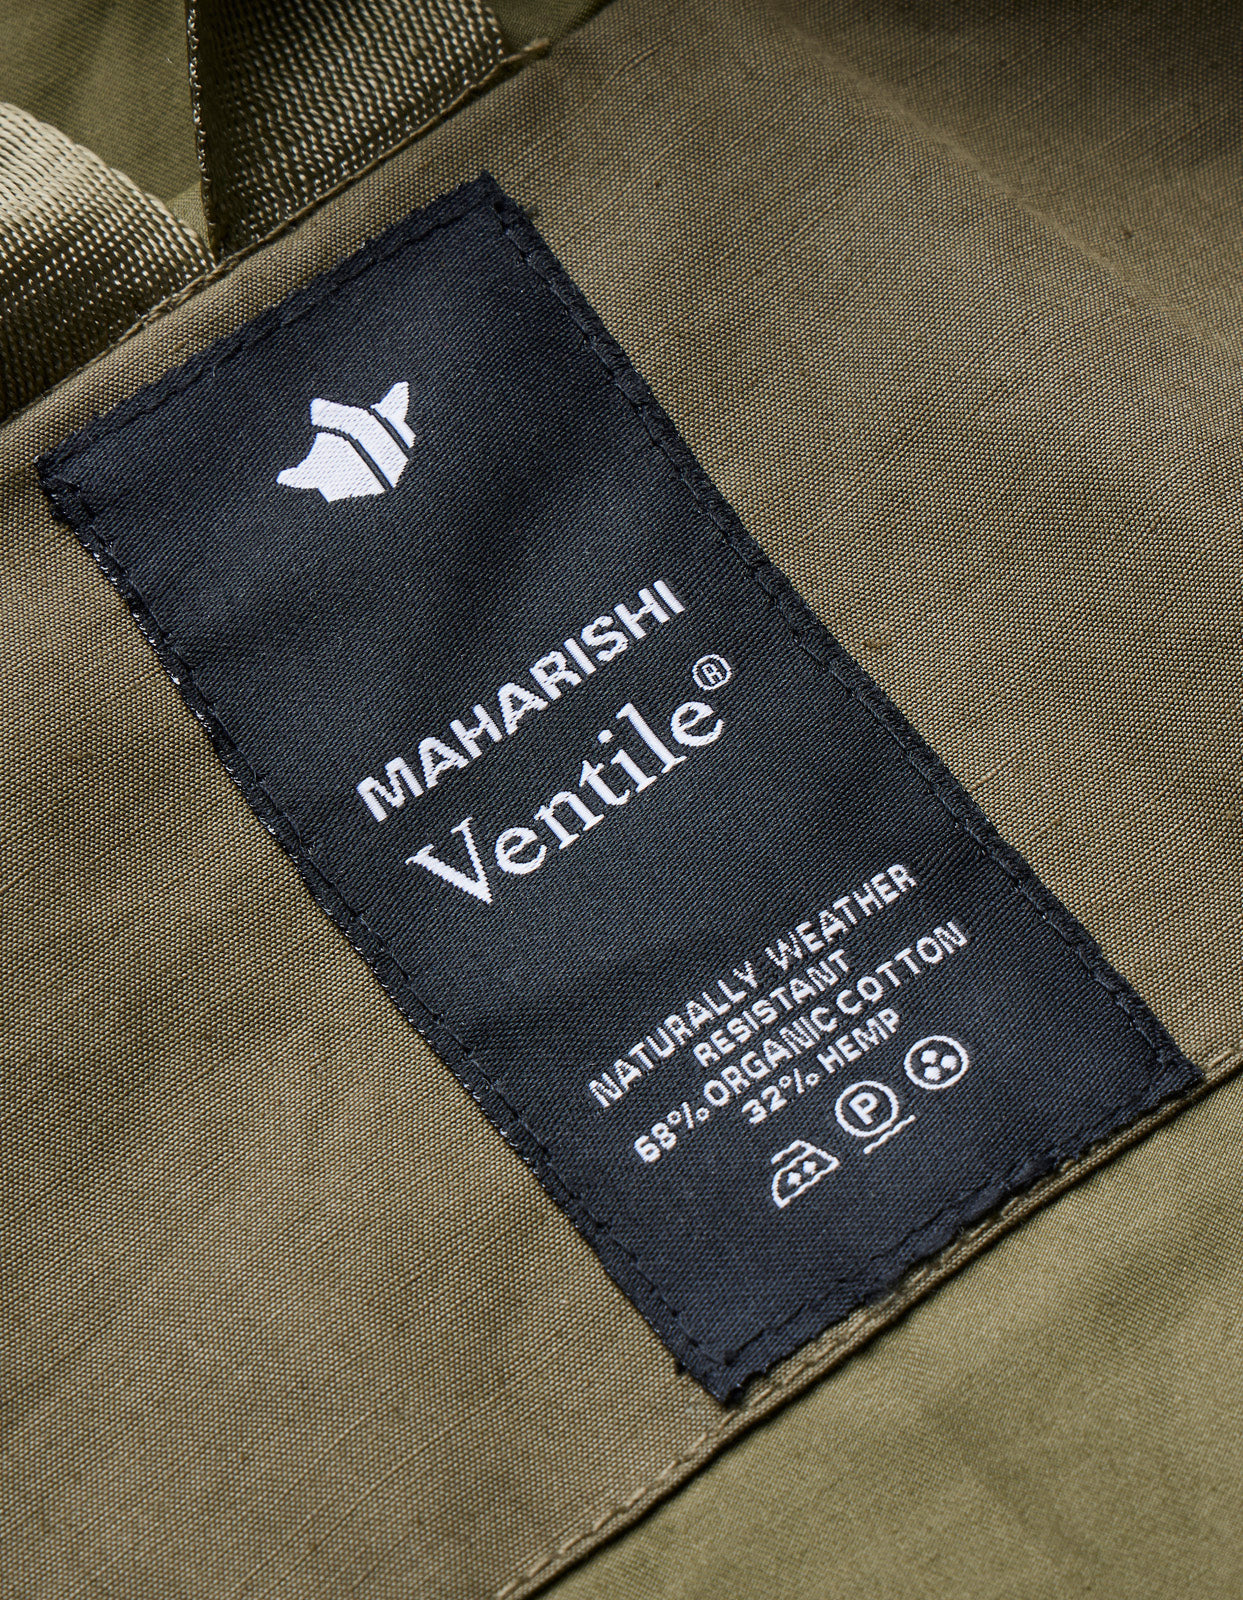 MAHARISHI
Ventile®
NATURALLY WEATHER
RESISTANT
68% ORGANIC COTTON
32% HEMP
P